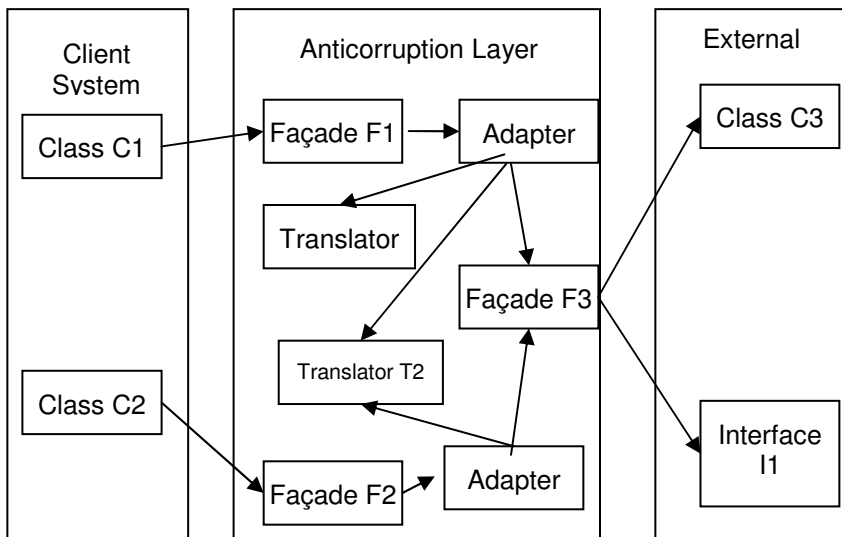 Client
System
Anticorruption Layer
External
Class C1
Façade F1
Adapter
Class C3
Translator
Façade F3
Translator T2
Class C2
Interface
I1
Façade F2
Adapter